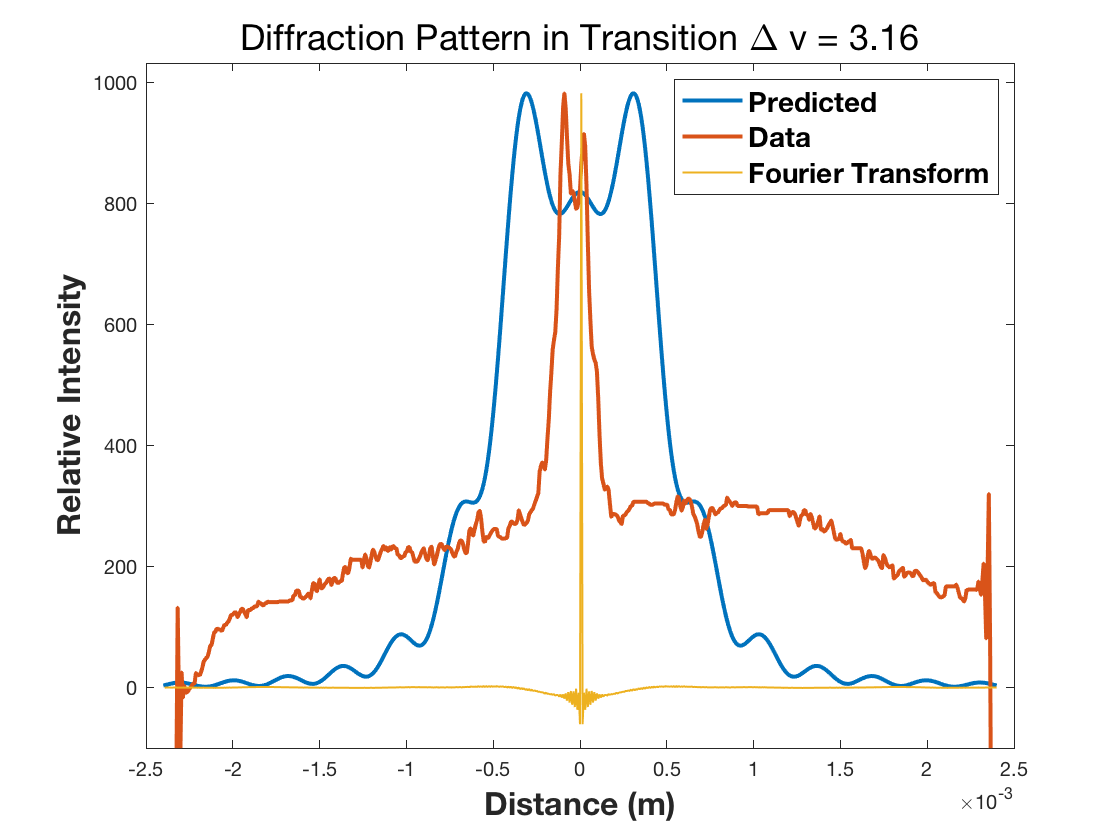 Diffraction Pattern in Transition Δ v = 3.16
Predicted
Data
Fourier Transform
Relative Intensity
1000
800
600
400
200
0
-2.5 -2 -1.5 -1 -0.5 0 0.5 1 1.5 2 2.5
Distance (m)
×10⁻³